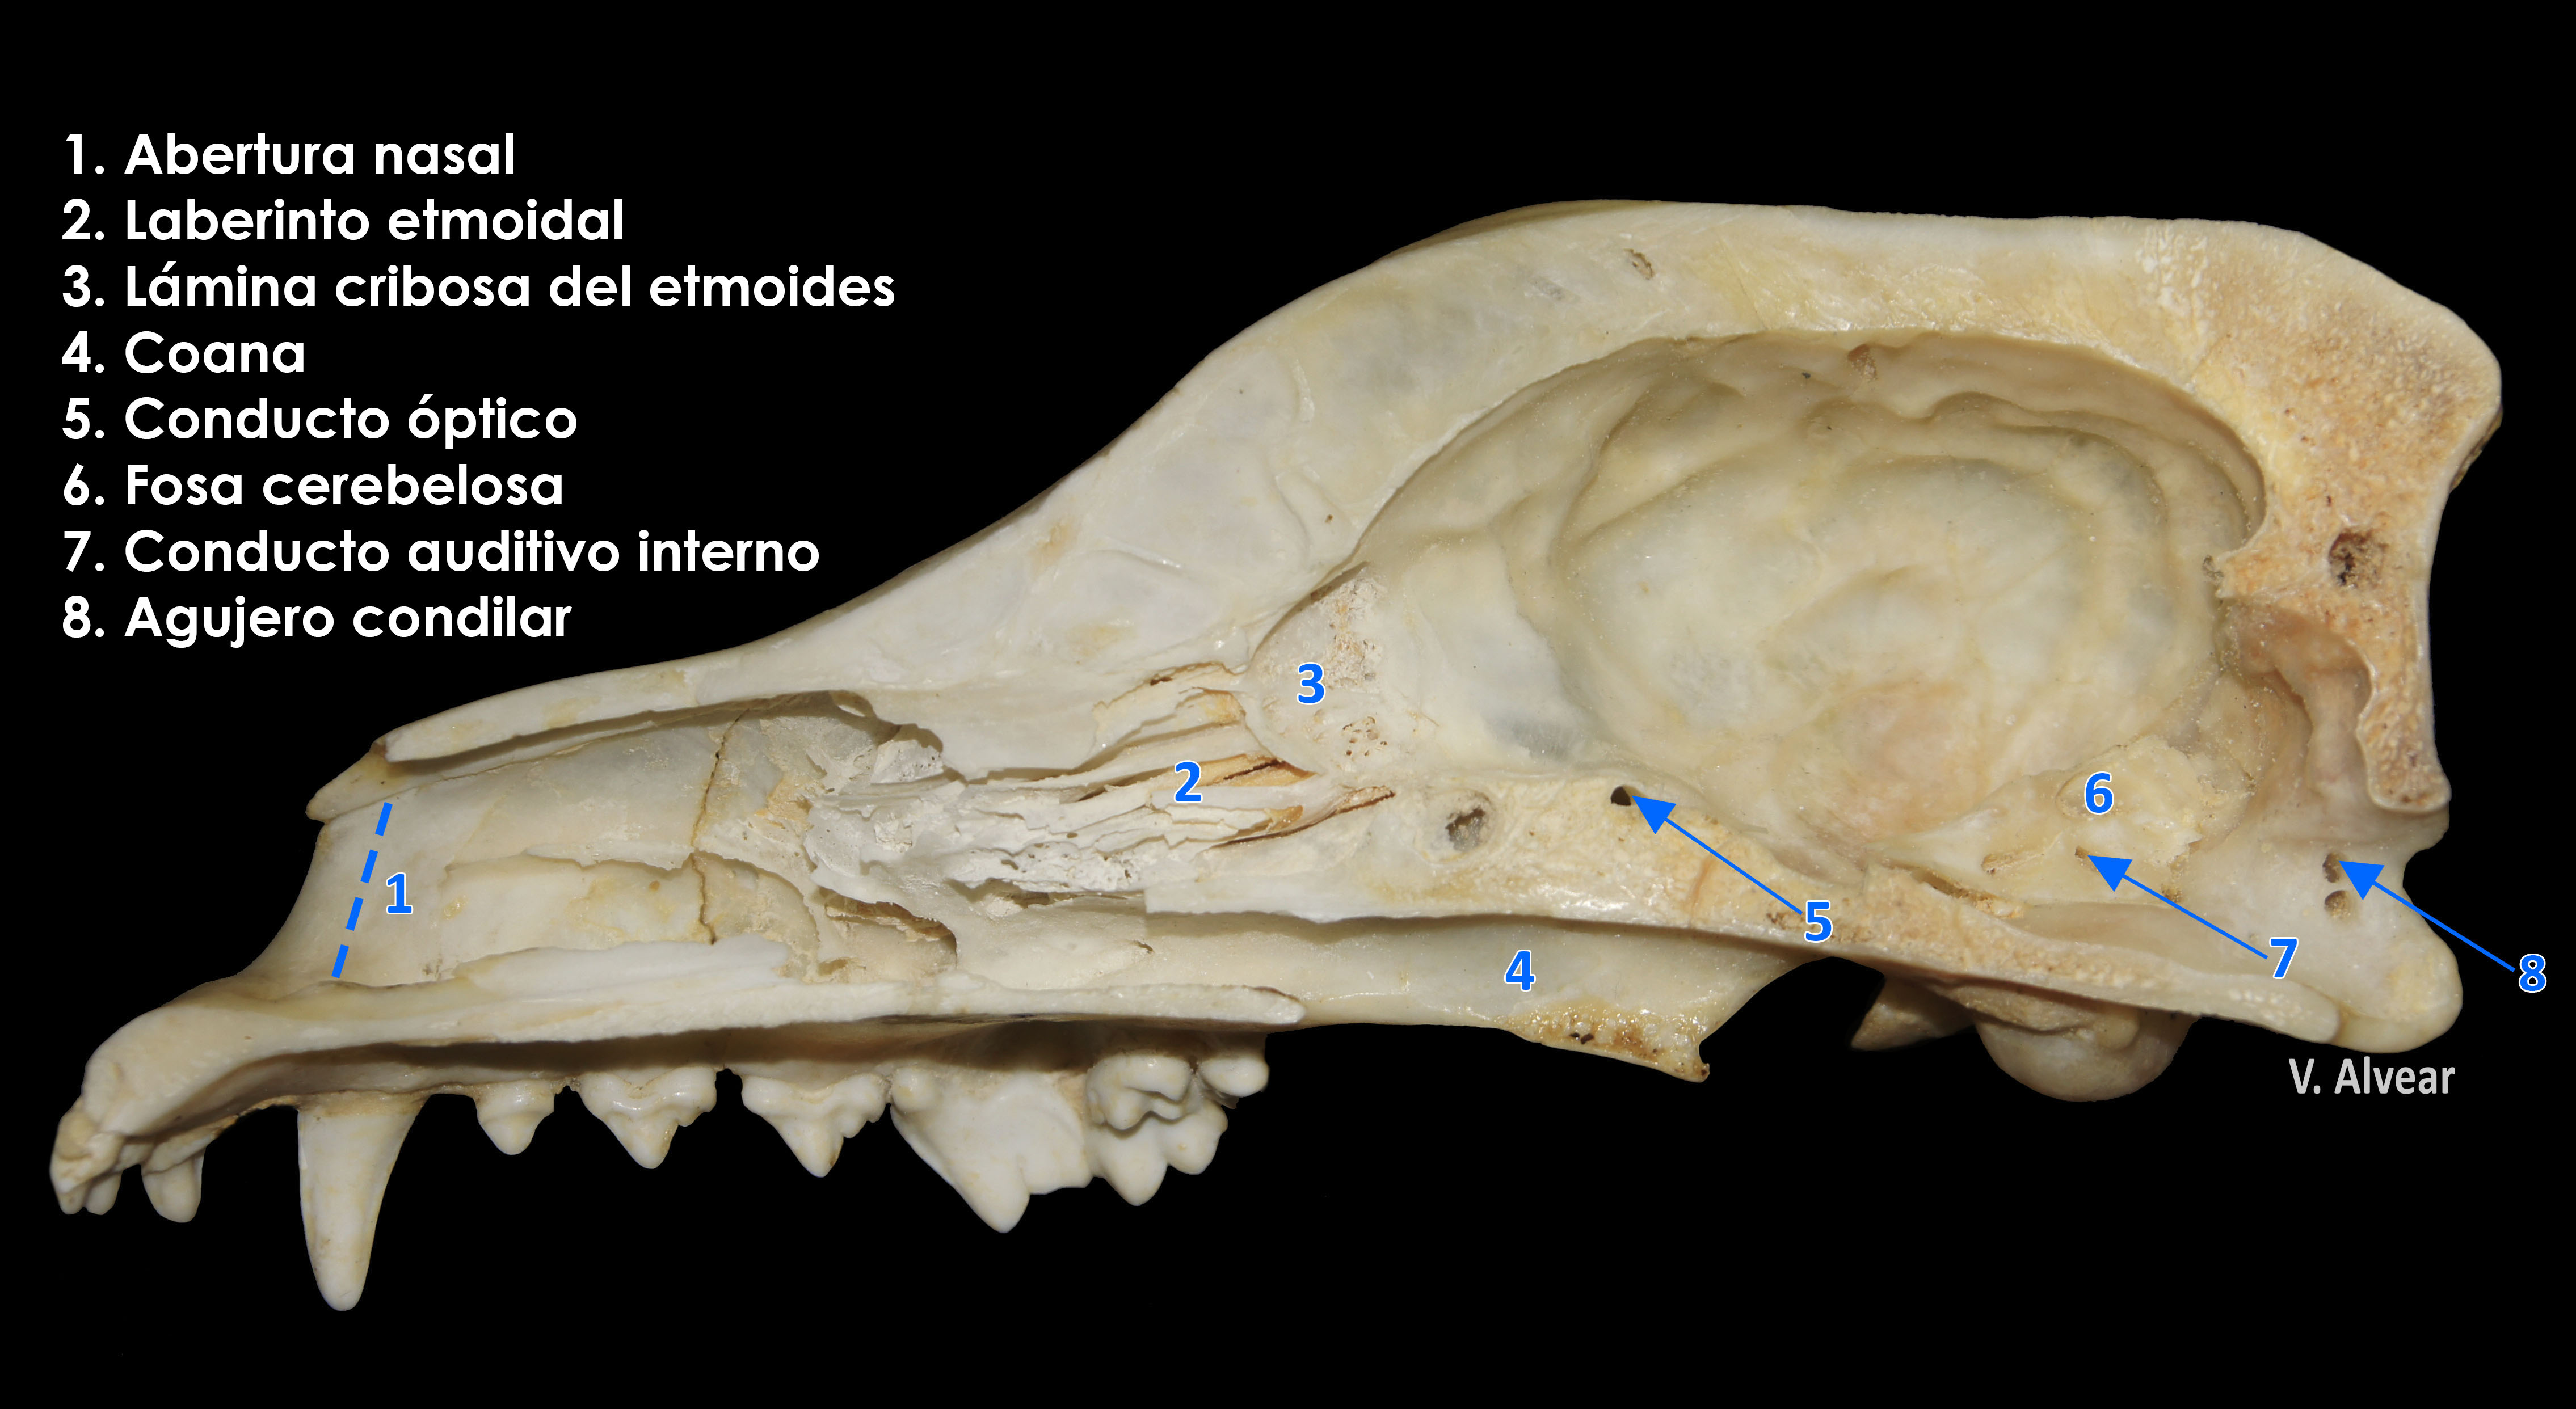 1. Abertura nasal
2. Laberinto etmoidal
3. Lámina cribosa del etmoides
4. Coana
5. Conducto óptico
6. Fosa cerebelosa
7. Conducto auditivo interno
8. Agujero condilar
3
2
6
1
5
4
7
8
V. Alvear